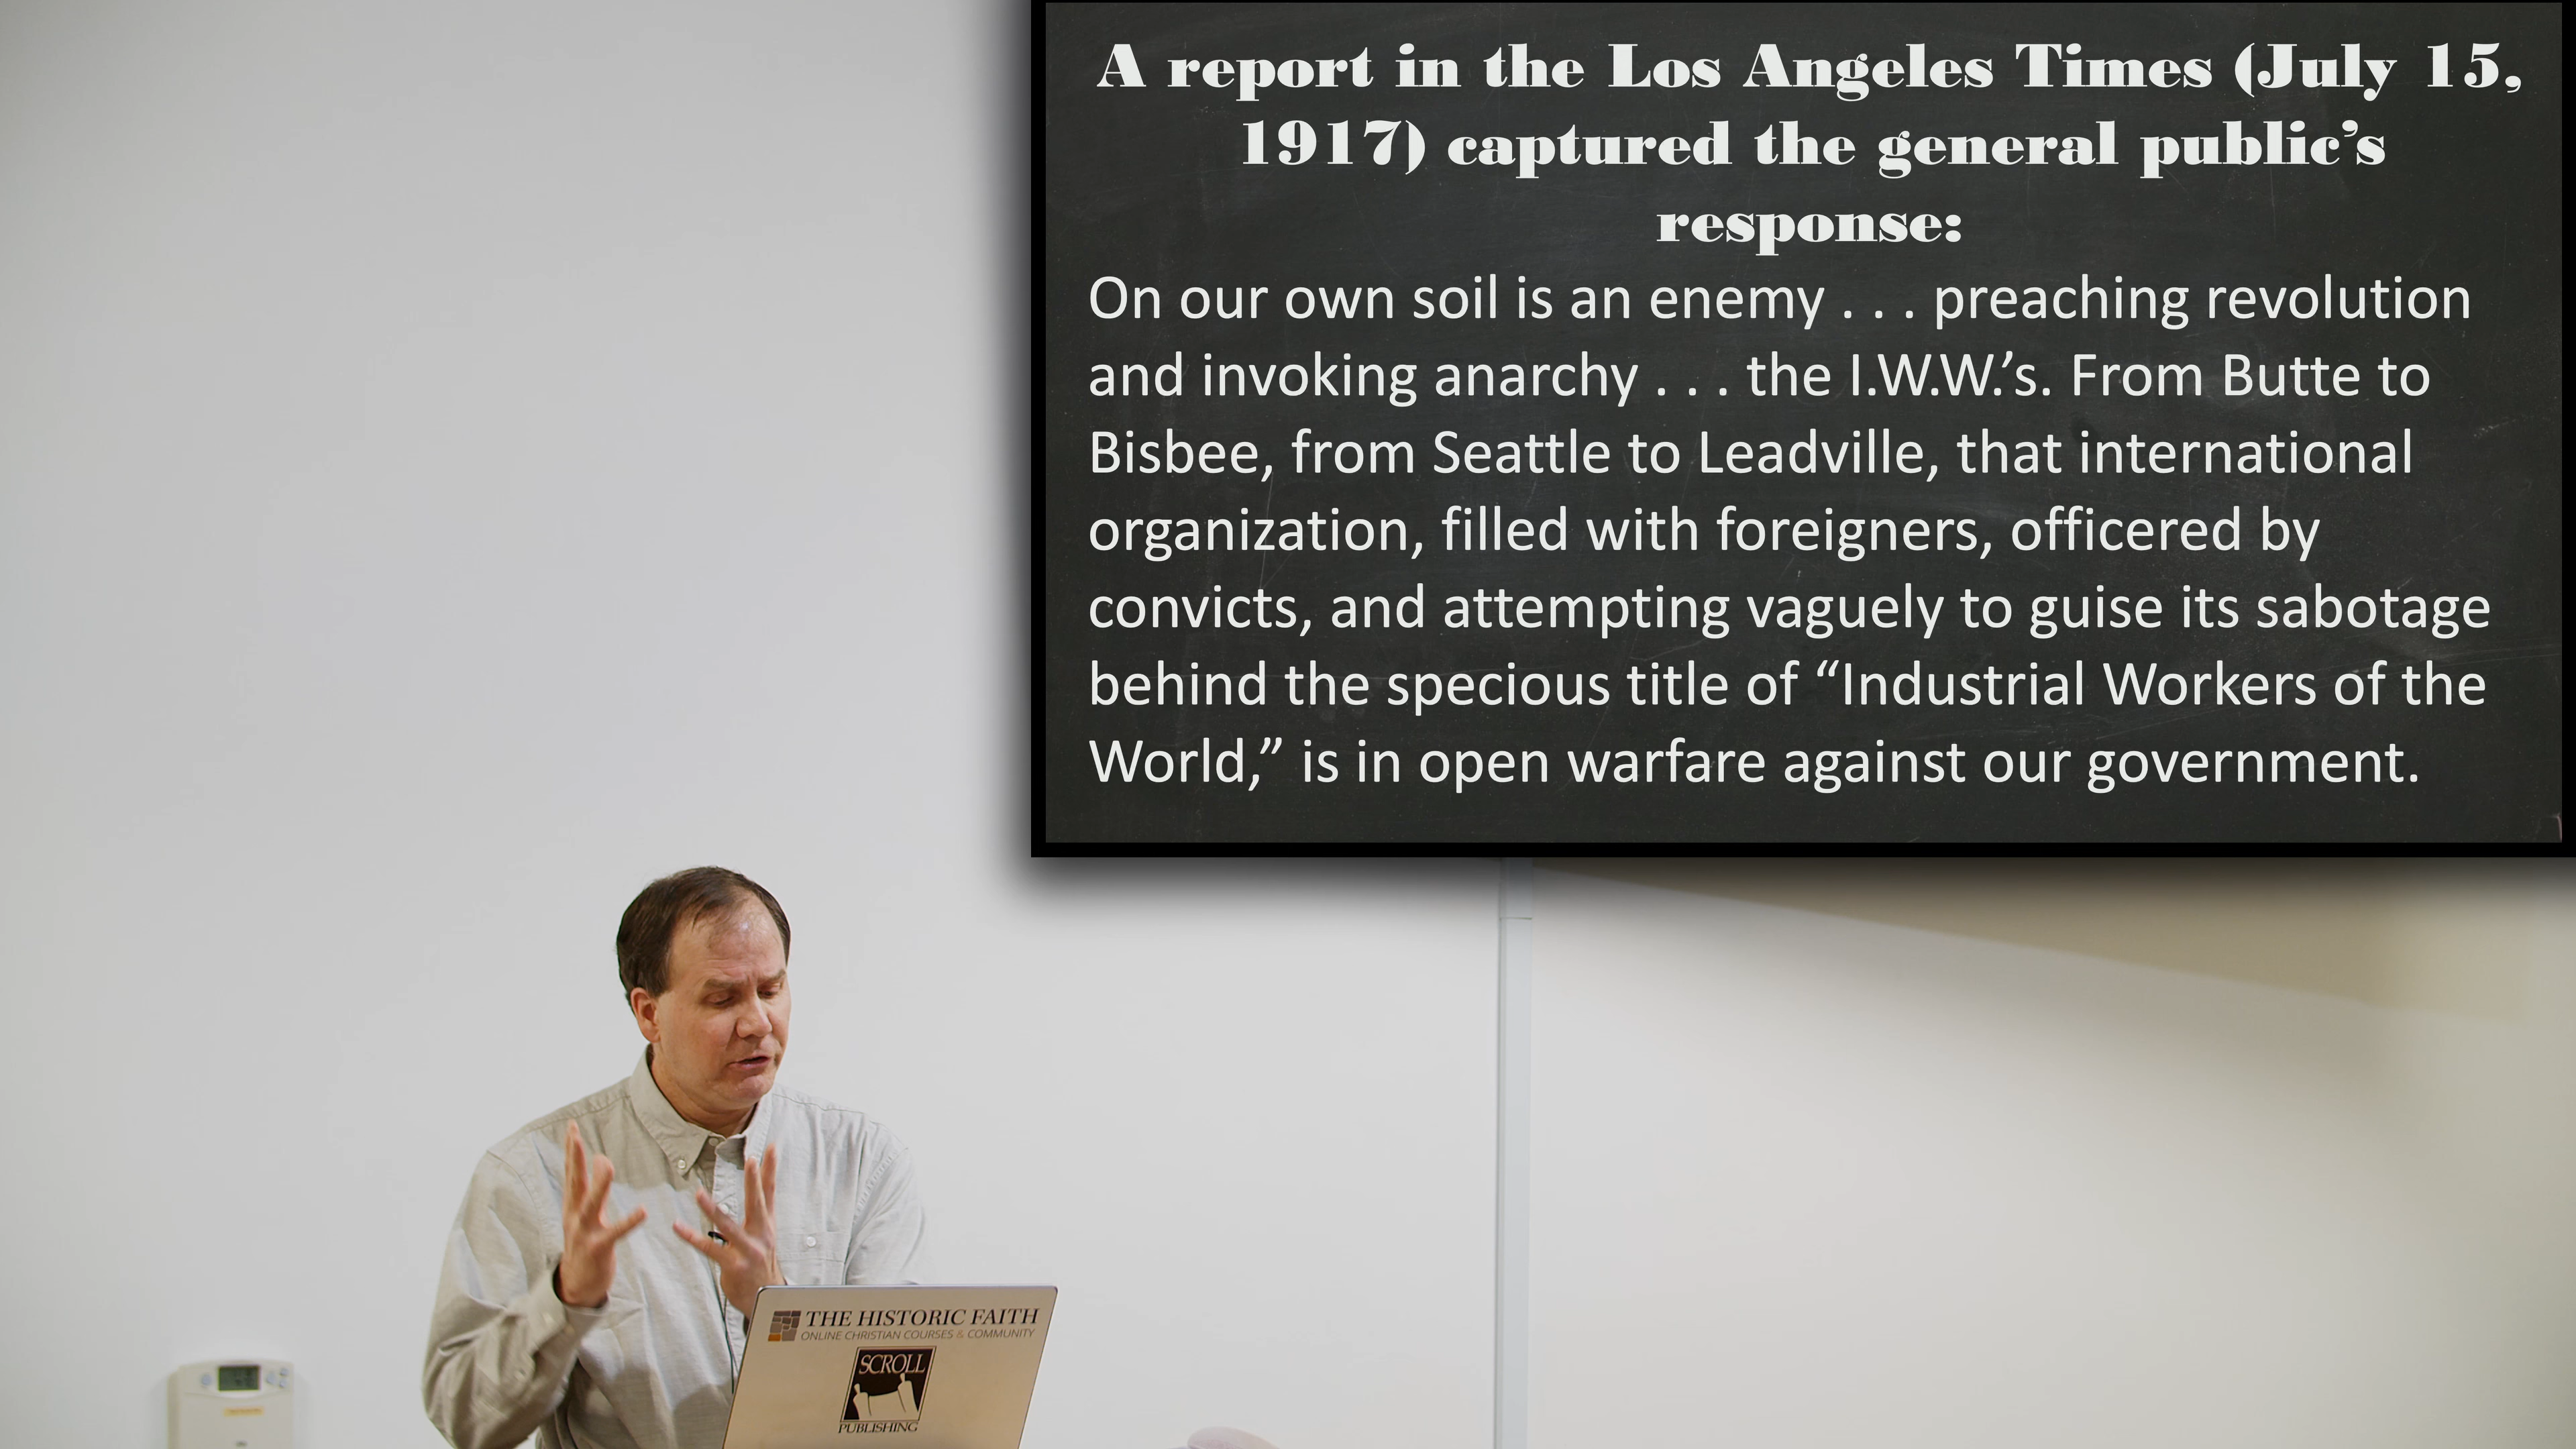 A report in the Los Angeles Times (July 15,
1917) captured the general public’s
response:
On our own soil is an enemy . . . preaching revolution
and invoking anarchy . . . the I.W.W.’s. From Butte to
Bisbee, from Seattle to Leadville, that international
organization, filled with foreigners, officered by
convicts, and attempting vaguely to guise its sabotage
behind the specious title of “Industrial Workers of the
World,” is in open warfare against our government.
THE HISTORIC FAITH
ONLINE CHRISTIAN COURSES & COMMUNITY
SCROLL
PUBLISHING